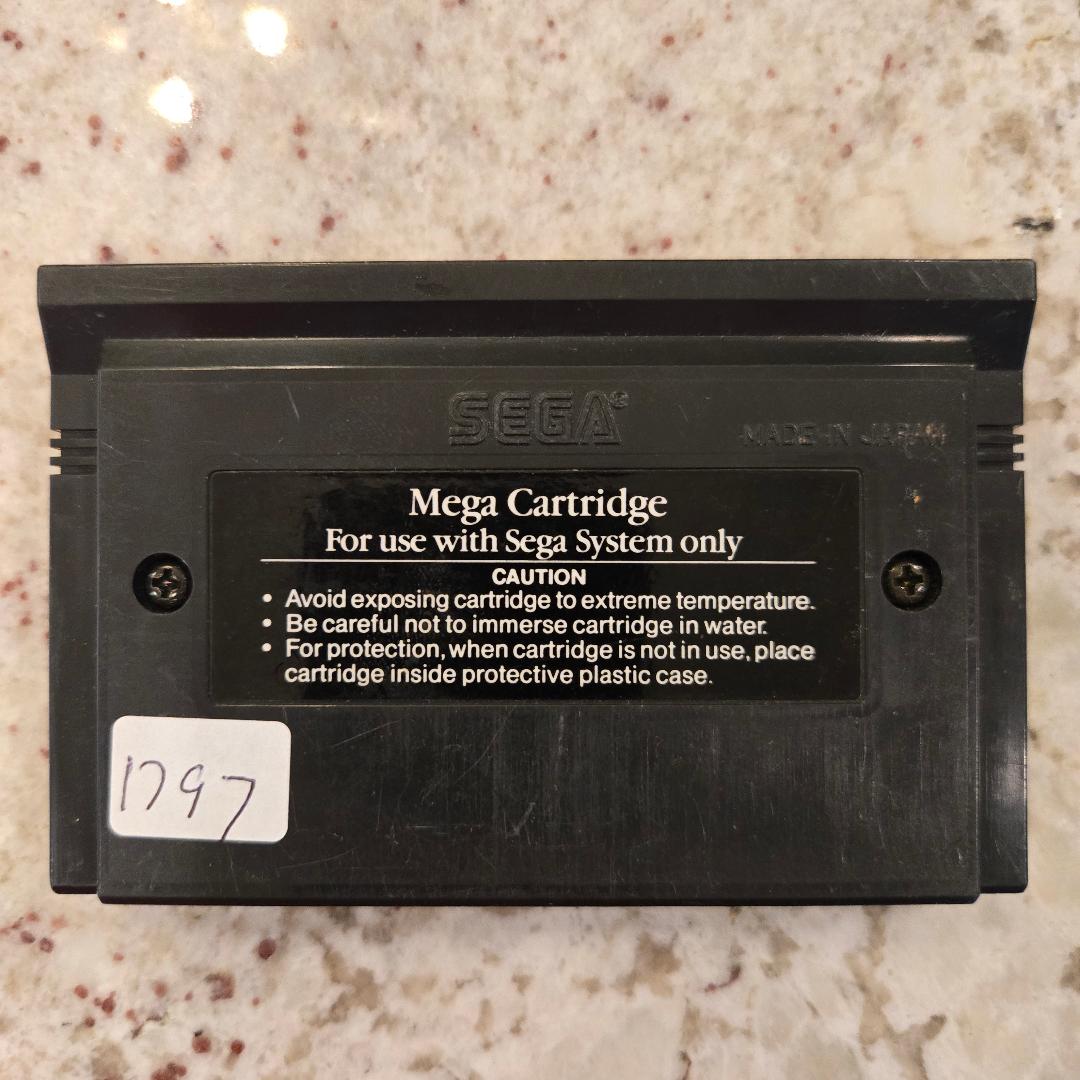 SEGA®
MADE IN JAPAN
Mega Cartridge
For use with Sega System only
CAUTION
• Avoid exposing cartridge to extreme temperature.
• Be careful not to immerse cartridge in water.
• For protection, when cartridge is not in use, place
cartridge inside protective plastic case.
1797